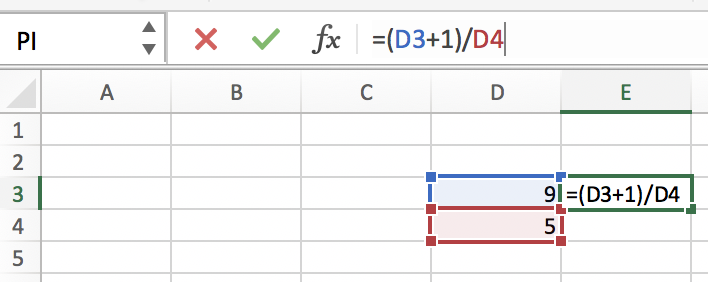 PI fx =(D3+1)/D4
A B C D E
1
2
3 9 =(D3+1)/D4
4 5
5